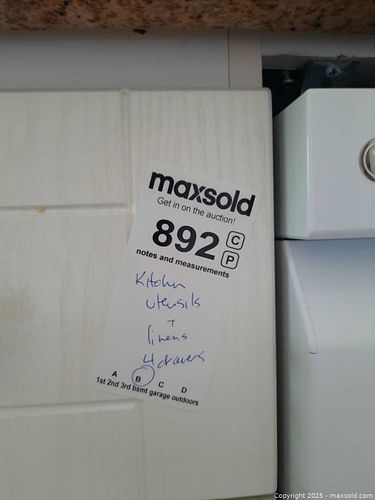 maxsold
Get in on the auction!
892 C
P
notes and measurements
Kitchen
utensils
+
linens
4 drawers
A B C D
1st 2nd 3rd bsmt garage outdoors
Copyright 2025 - maxsold.com